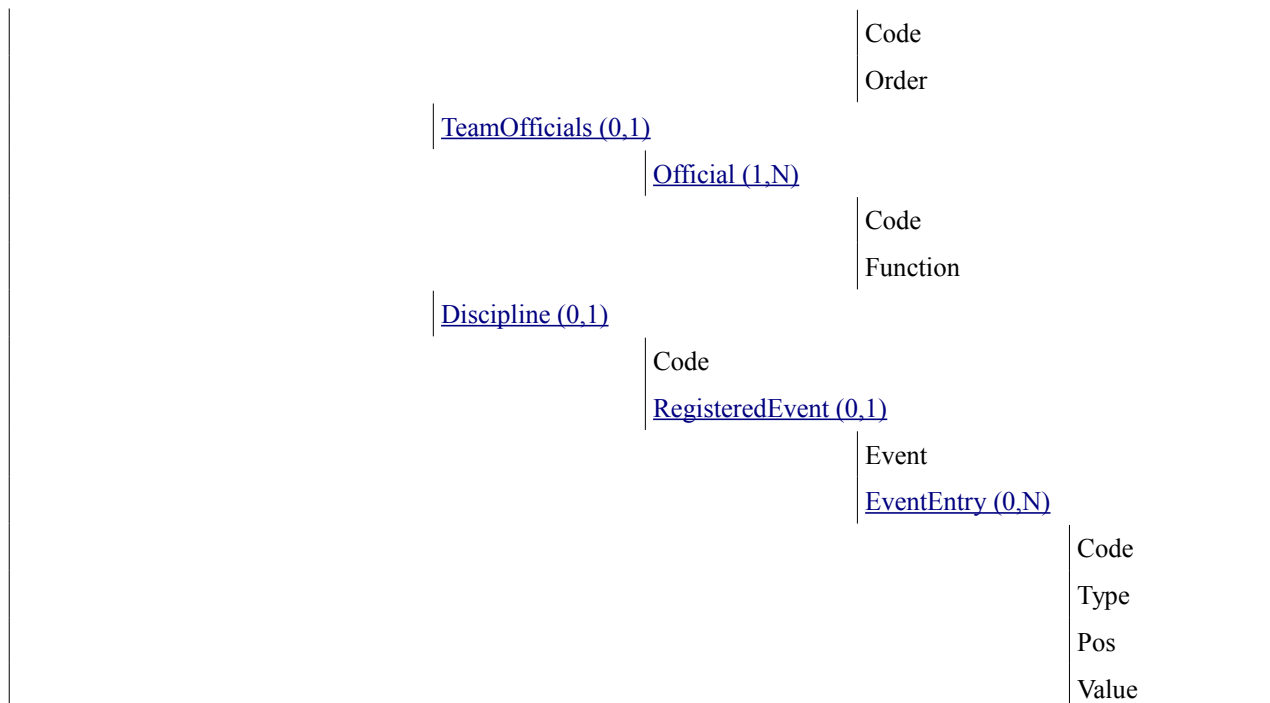 Code
Order
TeamOfficials (0,1)
Official (1,N)
Code
Function
Discipline (0,1)
Code
RegisteredEvent (0,1)
Event
EventEntry (0,N)
Code
Type
Pos
Value